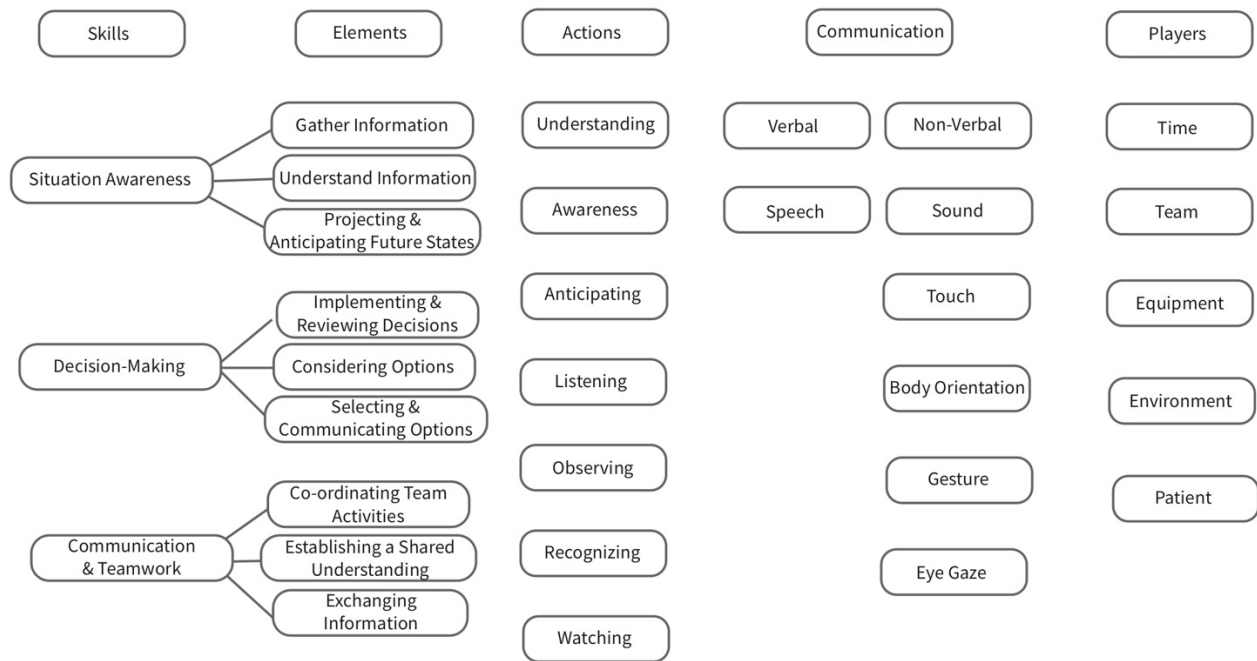 Skills
Elements
Actions
Communication
Players
Situation Awareness
Gather Information
Understand Information
Projecting &
Anticipating Future States
Decision-Making
Implementing &
Reviewing Decisions
Considering Options
Selecting &
Communicating Options
Communication
& Teamwork
Co-ordinating Team
Activities
Establishing a Shared
Understanding
Exchanging
Information
Understanding
Awareness
Anticipating
Listening
Observing
Recognizing
Watching
Verbal
Speech
Non-Verbal
Sound
Touch
Body Orientation
Gesture
Eye Gaze
Time
Team
Equipment
Environment
Patient